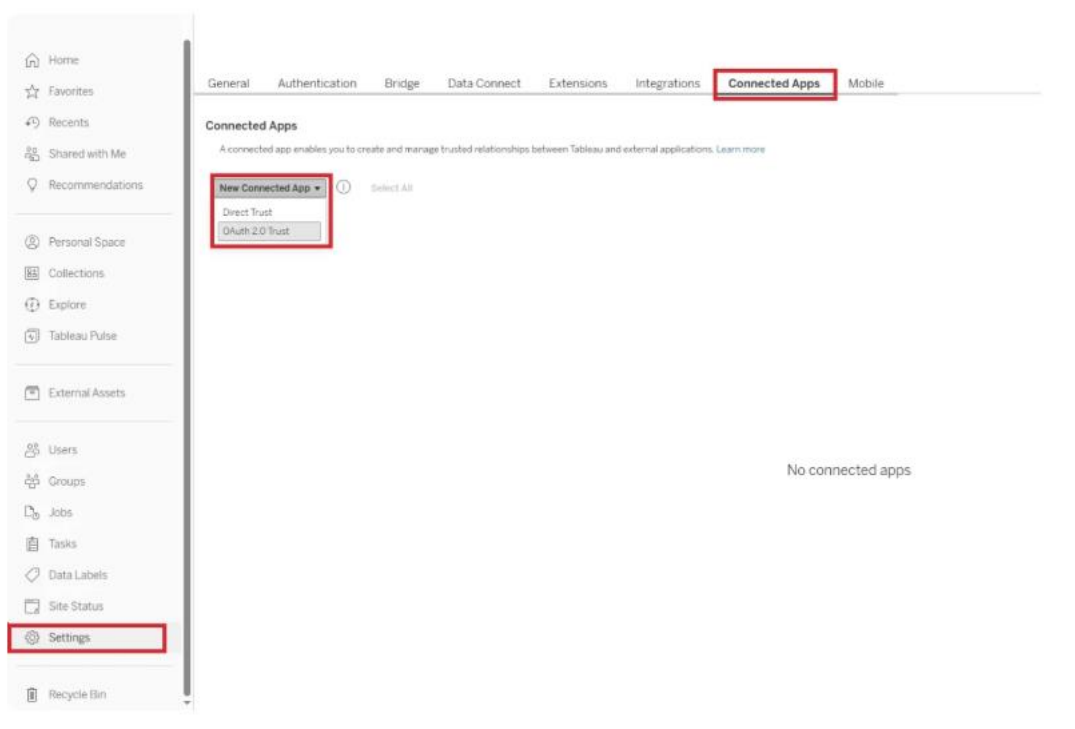 Home
Favorites
Recents
Shared with Me
Recommendations
Personal Space
Collections
Explore
Tableau Pulse
External Assets
Users
Groups
Jobs
Tasks
Data Labels
Site Status
Settings
Recycle Bin
General Authentication Bridge Data Connect Extensions Integrations Connected Apps Mobile
Connected Apps
A connected app enables you to create and manage trusted relationships between Tableau and external applications. Learn more
New Connected App Select All
Direct Trust
OAuth 2.0 Trust
No connected apps